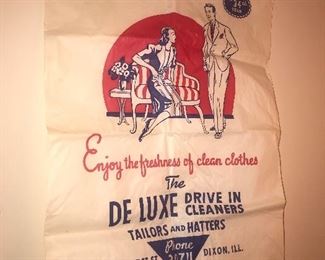 Enjoy the freshness of clean clothes
The
DE LUXE DRIVE IN
CLEANERS
TAILORS AND HATTERS
Phone
DIXON, ILL.